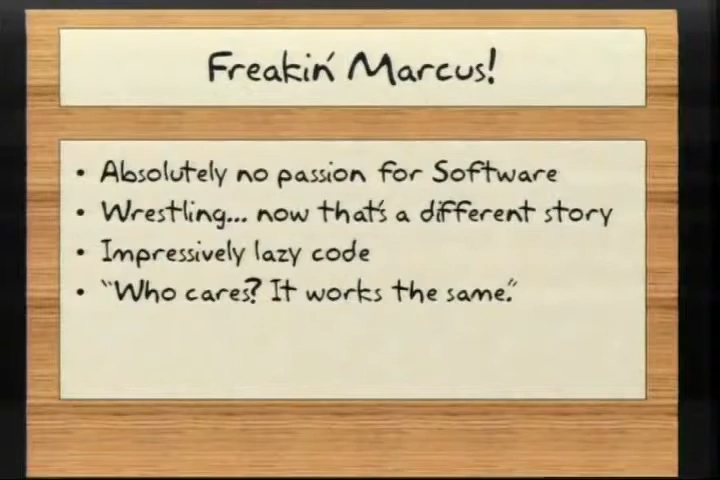 Freakin' Marcus!
• Absolutely no passion for Software
• Wrestling... now that's a different story
• Impressively lazy code
• "Who cares? It works the same."